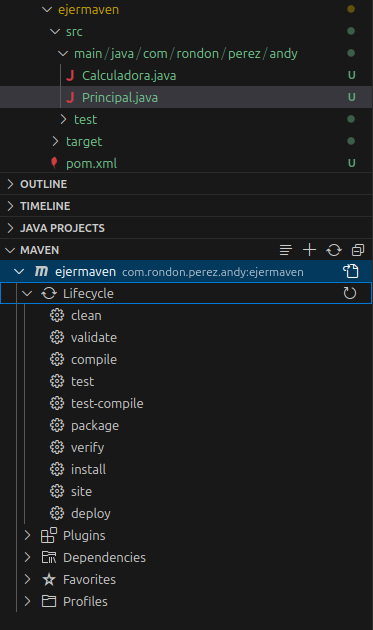 ejermaven
src
main/java/com/rondon/perez/andy
Calculadora.java U
Principal.java U
test
target
pom.xml U
OUTLINE
TIMELINE
JAVA PROJECTS
MAVEN
ejermaven com.rondon.perez.andy:ejermaven
Lifecycle
clean
validate
compile
test
test-compile
package
verify
install
site
deploy
Plugins
Dependencies
Favorites
Profiles